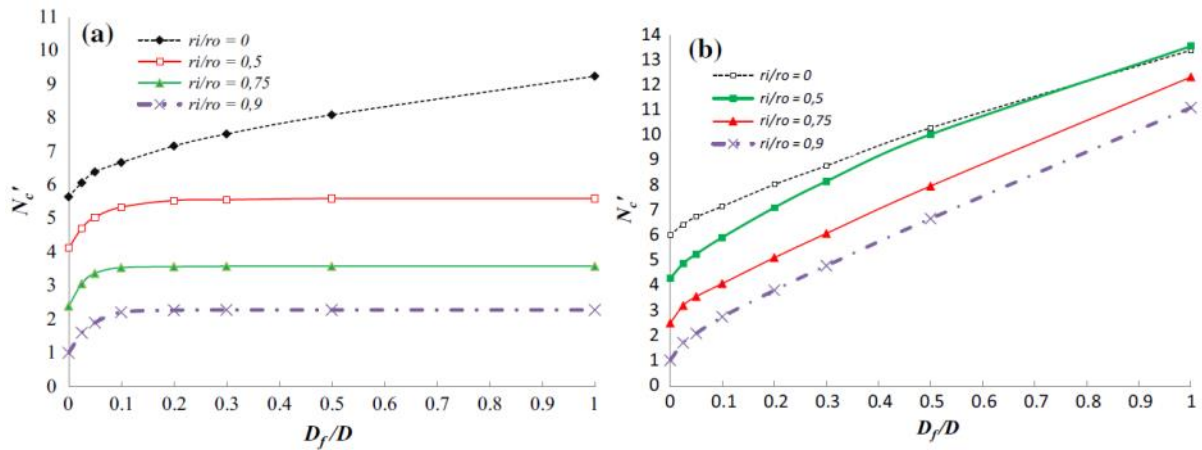 (a)
ri/ro = 0
ri/ro = 0,5
ri/ro = 0,75
ri/ro = 0,9
11
10
9
8
7
6
5
4
3
2
1
0
Nc'
0 0.1 0.2 0.3 0.4 0.5 0.6 0.7 0.8 0.9 1
Df/D
(b)
ri/ro = 0
ri/ro = 0,5
ri/ro = 0,75
ri/ro = 0,9
14
13
12
11
10
9
8
7
6
5
4
3
2
1
0
Nc'
0 0.1 0.2 0.3 0.4 0.5 0.6 0.7 0.8 0.9 1
Df/D